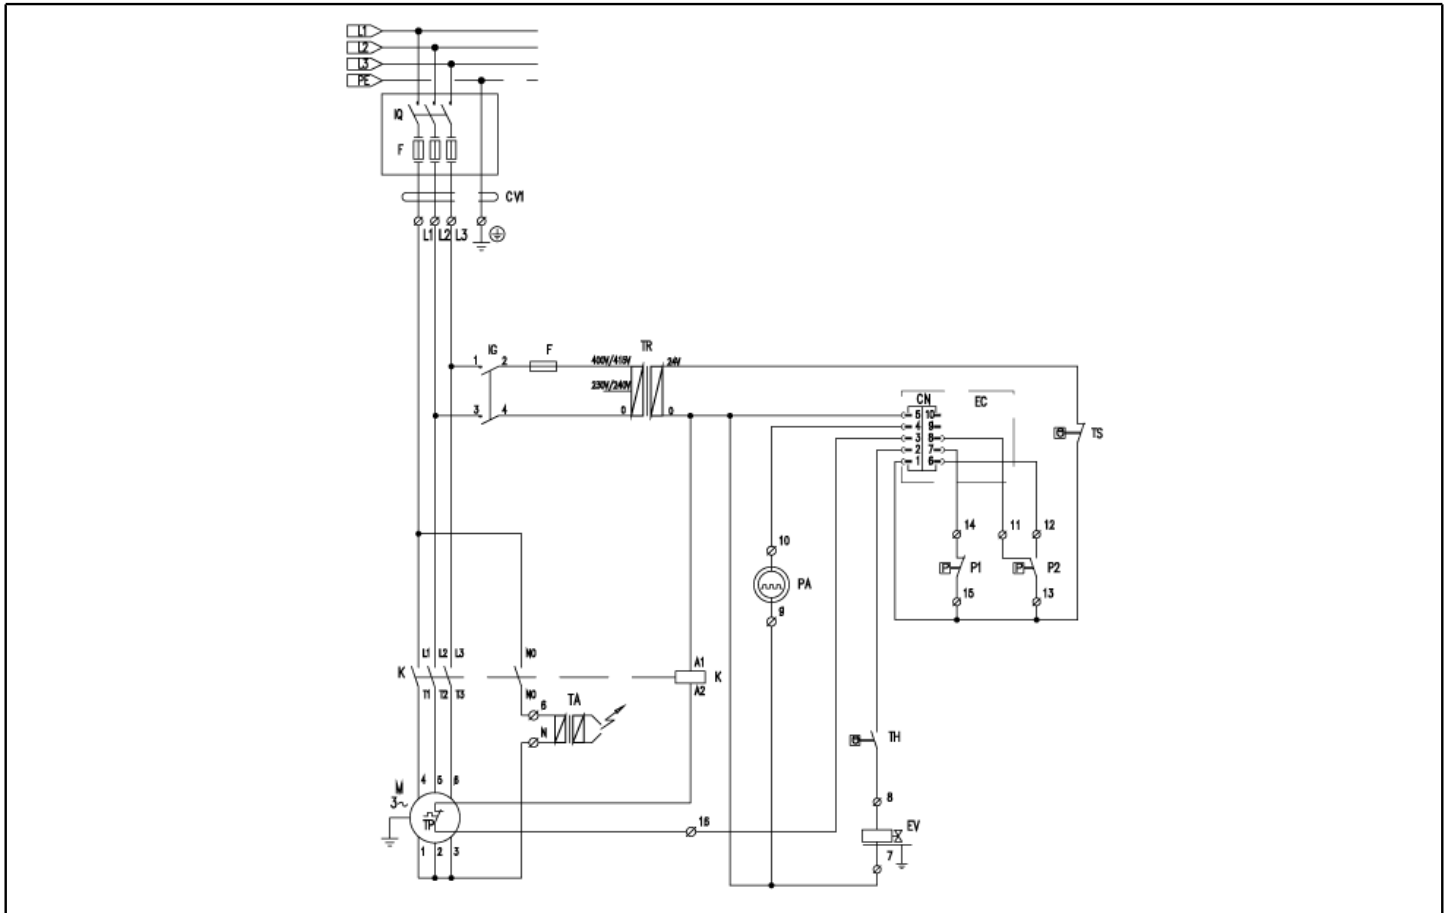 L1
L2
L3
PE
IQ
F
CV1
L1 L2 L3
IG F TR
1 2 400V/415V 24V
230V/240V
3 4 0 0
CN EC
5 10
4 9
3 8
2 7
1 6
TS
14 11 12
P P1 P P2
15 13
10
PA
9
L1 L2 L3 NO A1
K K
T1 T2 T3 NO A2
6 TA
N
TH
4 5 6
M
3~
TP
16
8
EV
7
1 2 3